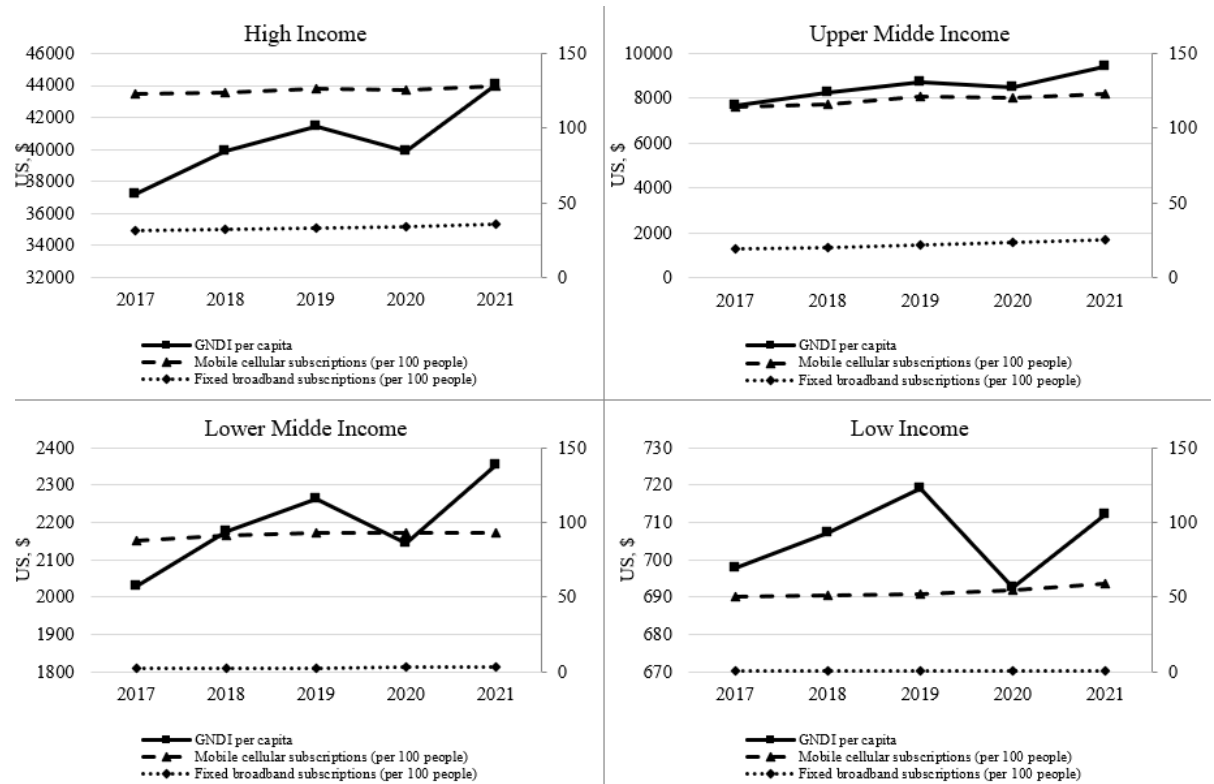 High Income
46000
44000
42000
40000
38000
36000
34000
32000
US, $
150
100
50
0
2017 2018 2019 2020 2021
GNDI per capita
Mobile cellular subscriptions (per 100 people)
Fixed broadband subscriptions (per 100 people)
Upper Midde Income
10000
8000
6000
4000
2000
0
US, $
150
100
50
0
2017 2018 2019 2020 2021
GNDI per capita
Mobile cellular subscriptions (per 100 people)
Fixed broadband subscriptions (per 100 people)
Lower Midde Income
2400
2300
2200
2100
2000
1900
1800
US, $
150
100
50
0
2017 2018 2019 2020 2021
GNDI per capita
Mobile cellular subscriptions (per 100 people)
Fixed broadband subscriptions (per 100 people)
Low Income
730
720
710
700
690
680
670
US, $
150
100
50
0
2017 2018 2019 2020 2021
GNDI per capita
Mobile cellular subscriptions (per 100 people)
Fixed broadband subscriptions (per 100 people)